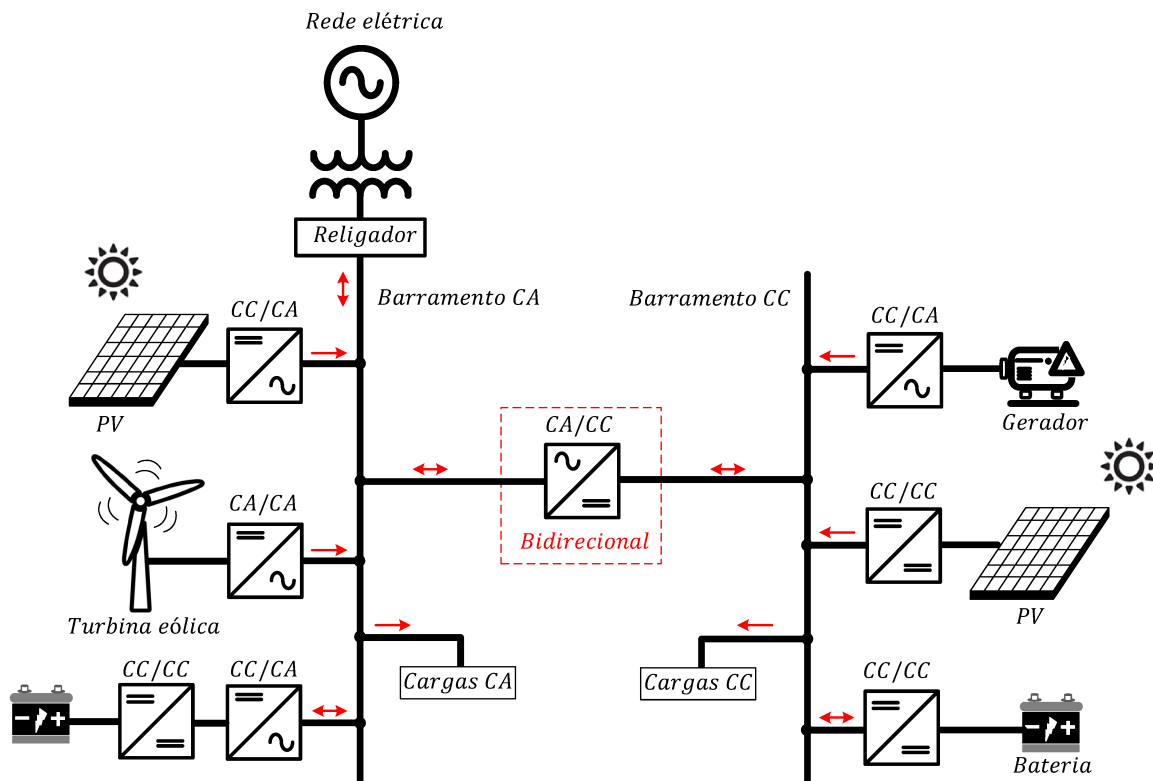 Rede elétrica
Religador
Barramento CA
Barramento CC
CC/CA
PV
CC/CA
Gerador
CA/CC
Bidirecional
CA/CA
Turbina eólica
CC/CC
PV
Cargas CA
Cargas CC
CC/CC
CC/CA
CC/CC
Bateria